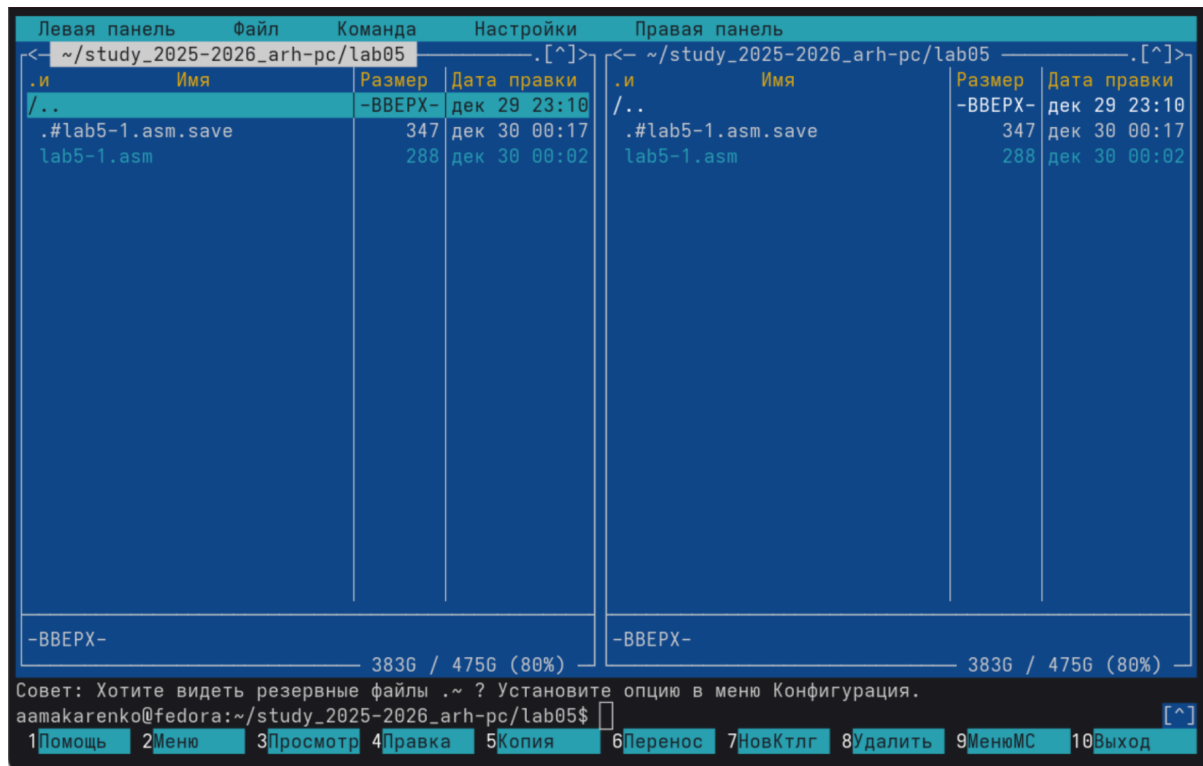 Левая панель Файл Команда Настройки Правая панель
<— ~/study_2025-2026_arh-pc/lab05 .[^]> <— ~/study_2025-2026_arh-pc/lab05 .[^]>
.и Имя Размер Дата правки .и Имя Размер Дата правки
/.. -ВВЕРХ- дек 29 23:10 /.. -ВВЕРХ- дек 29 23:10
.#lab5-1.asm.save 347 дек 30 00:17 .#lab5-1.asm.save 347 дек 30 00:17
lab5-1.asm 288 дек 30 00:02 lab5-1.asm 288 дек 30 00:02
-ВВЕРХ- -ВВЕРХ-
383G / 475G (80%) 383G / 475G (80%)
Совет: Хотите видеть резервные файлы .~ ? Установите опцию в меню Конфигурация.
aamakarenko@fedora:~/study_2025-2026_arh-pc/lab05$ [^]
1Помощь 2Меню 3Просмотр 4Правка 5Копия 6Перенос 7НовКтлг 8Удалить 9МенюMC 10Выход